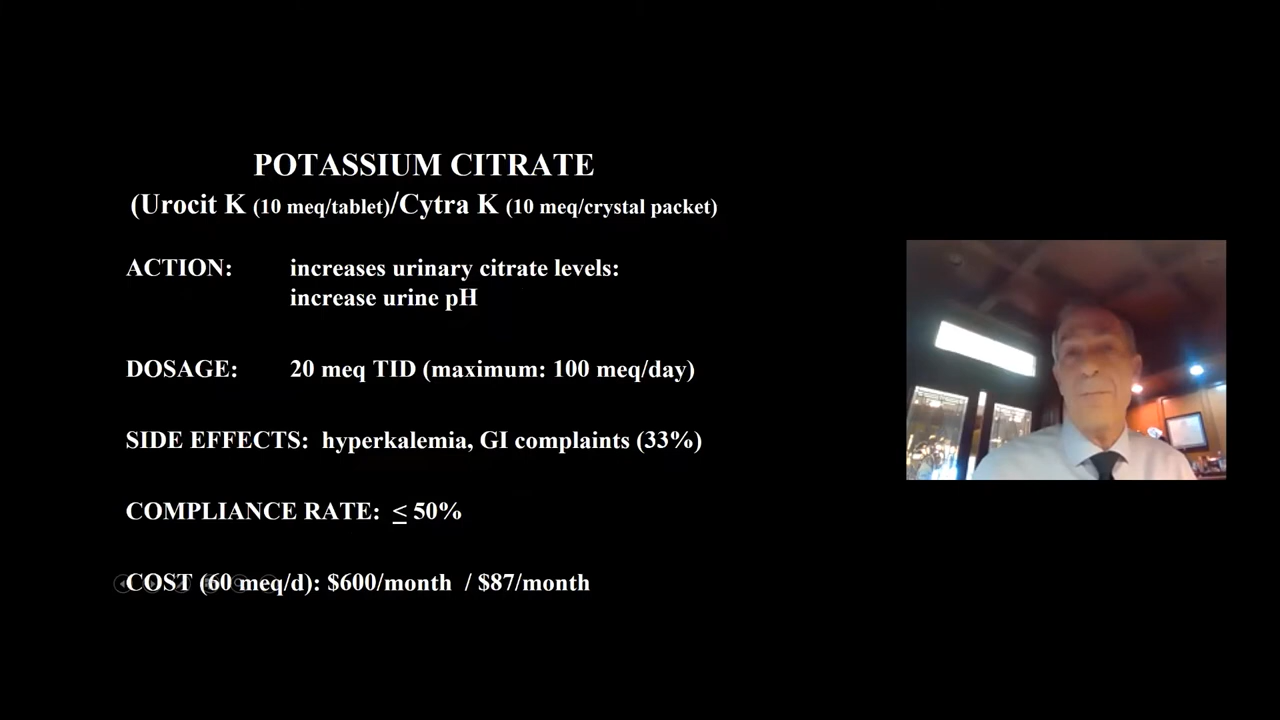 POTASSIUM CITRATE
(Urocit K (10 meq/tablet)/Cytra K (10 meq/crystal packet)
ACTION: increases urinary citrate levels:
increase urine pH
DOSAGE: 20 meq TID (maximum: 100 meq/day)
SIDE EFFECTS: hyperkalemia, GI complaints (33%)
COMPLIANCE RATE: ≤ 50%
COST (60 meq/d): $600/month / $87/month